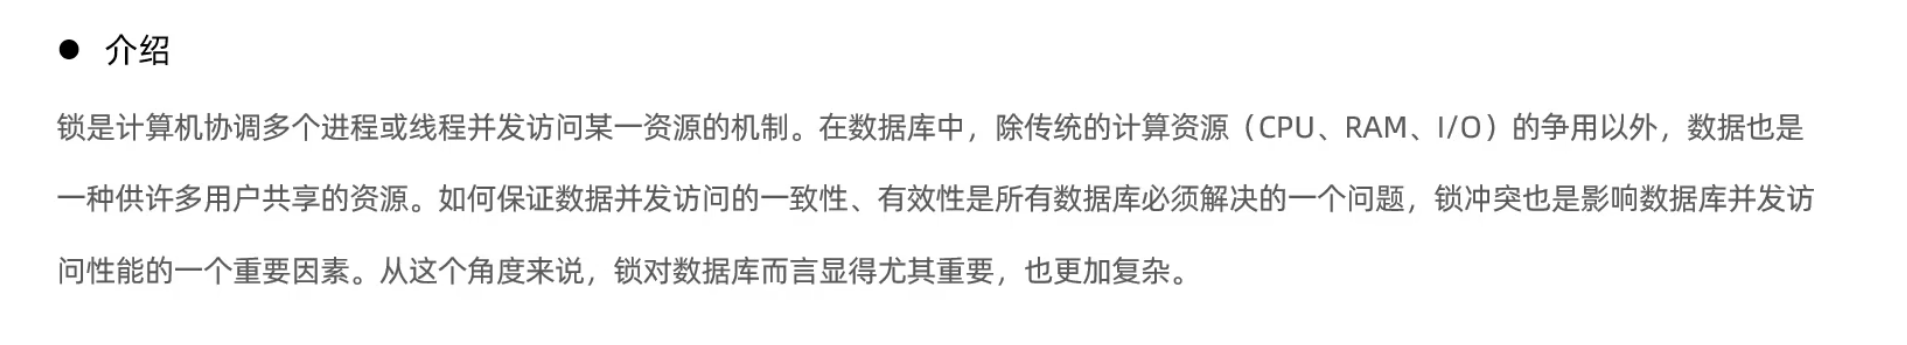 ● 介绍
锁是计算机协调多个进程或线程并发访问某一资源的机制。在数据库中，除传统的计算资源（CPU、RAM、I/O）的争用以外，数据也是
一种供许多用户共享的资源。如何保证数据并发访问的一致性、有效性是所有数据库必须解决的一个问题，锁冲突也是影响数据库并发访
问性能的一个重要因素。从这个角度来说，锁对数据库而言显得尤其重要，也更加复杂。